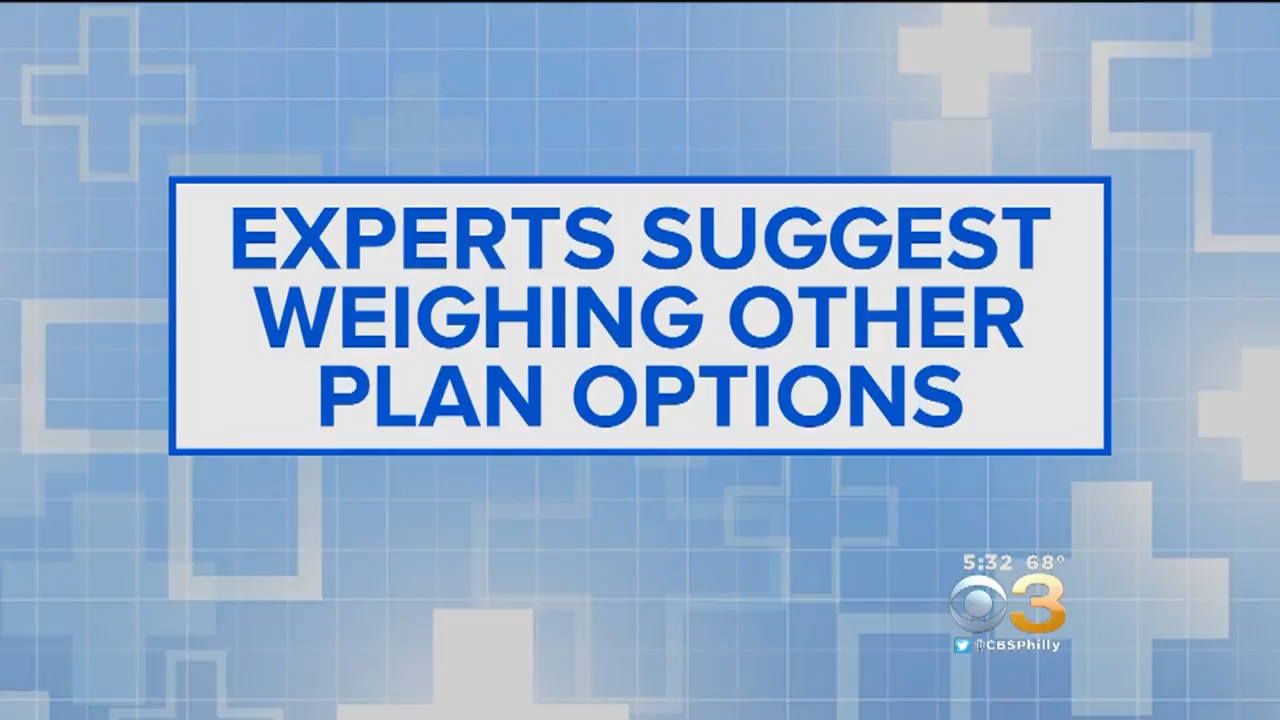 EXPERTS SUGGEST
WEIGHING OTHER
PLAN OPTIONS
5:32 68°
3
@CBSPhilly